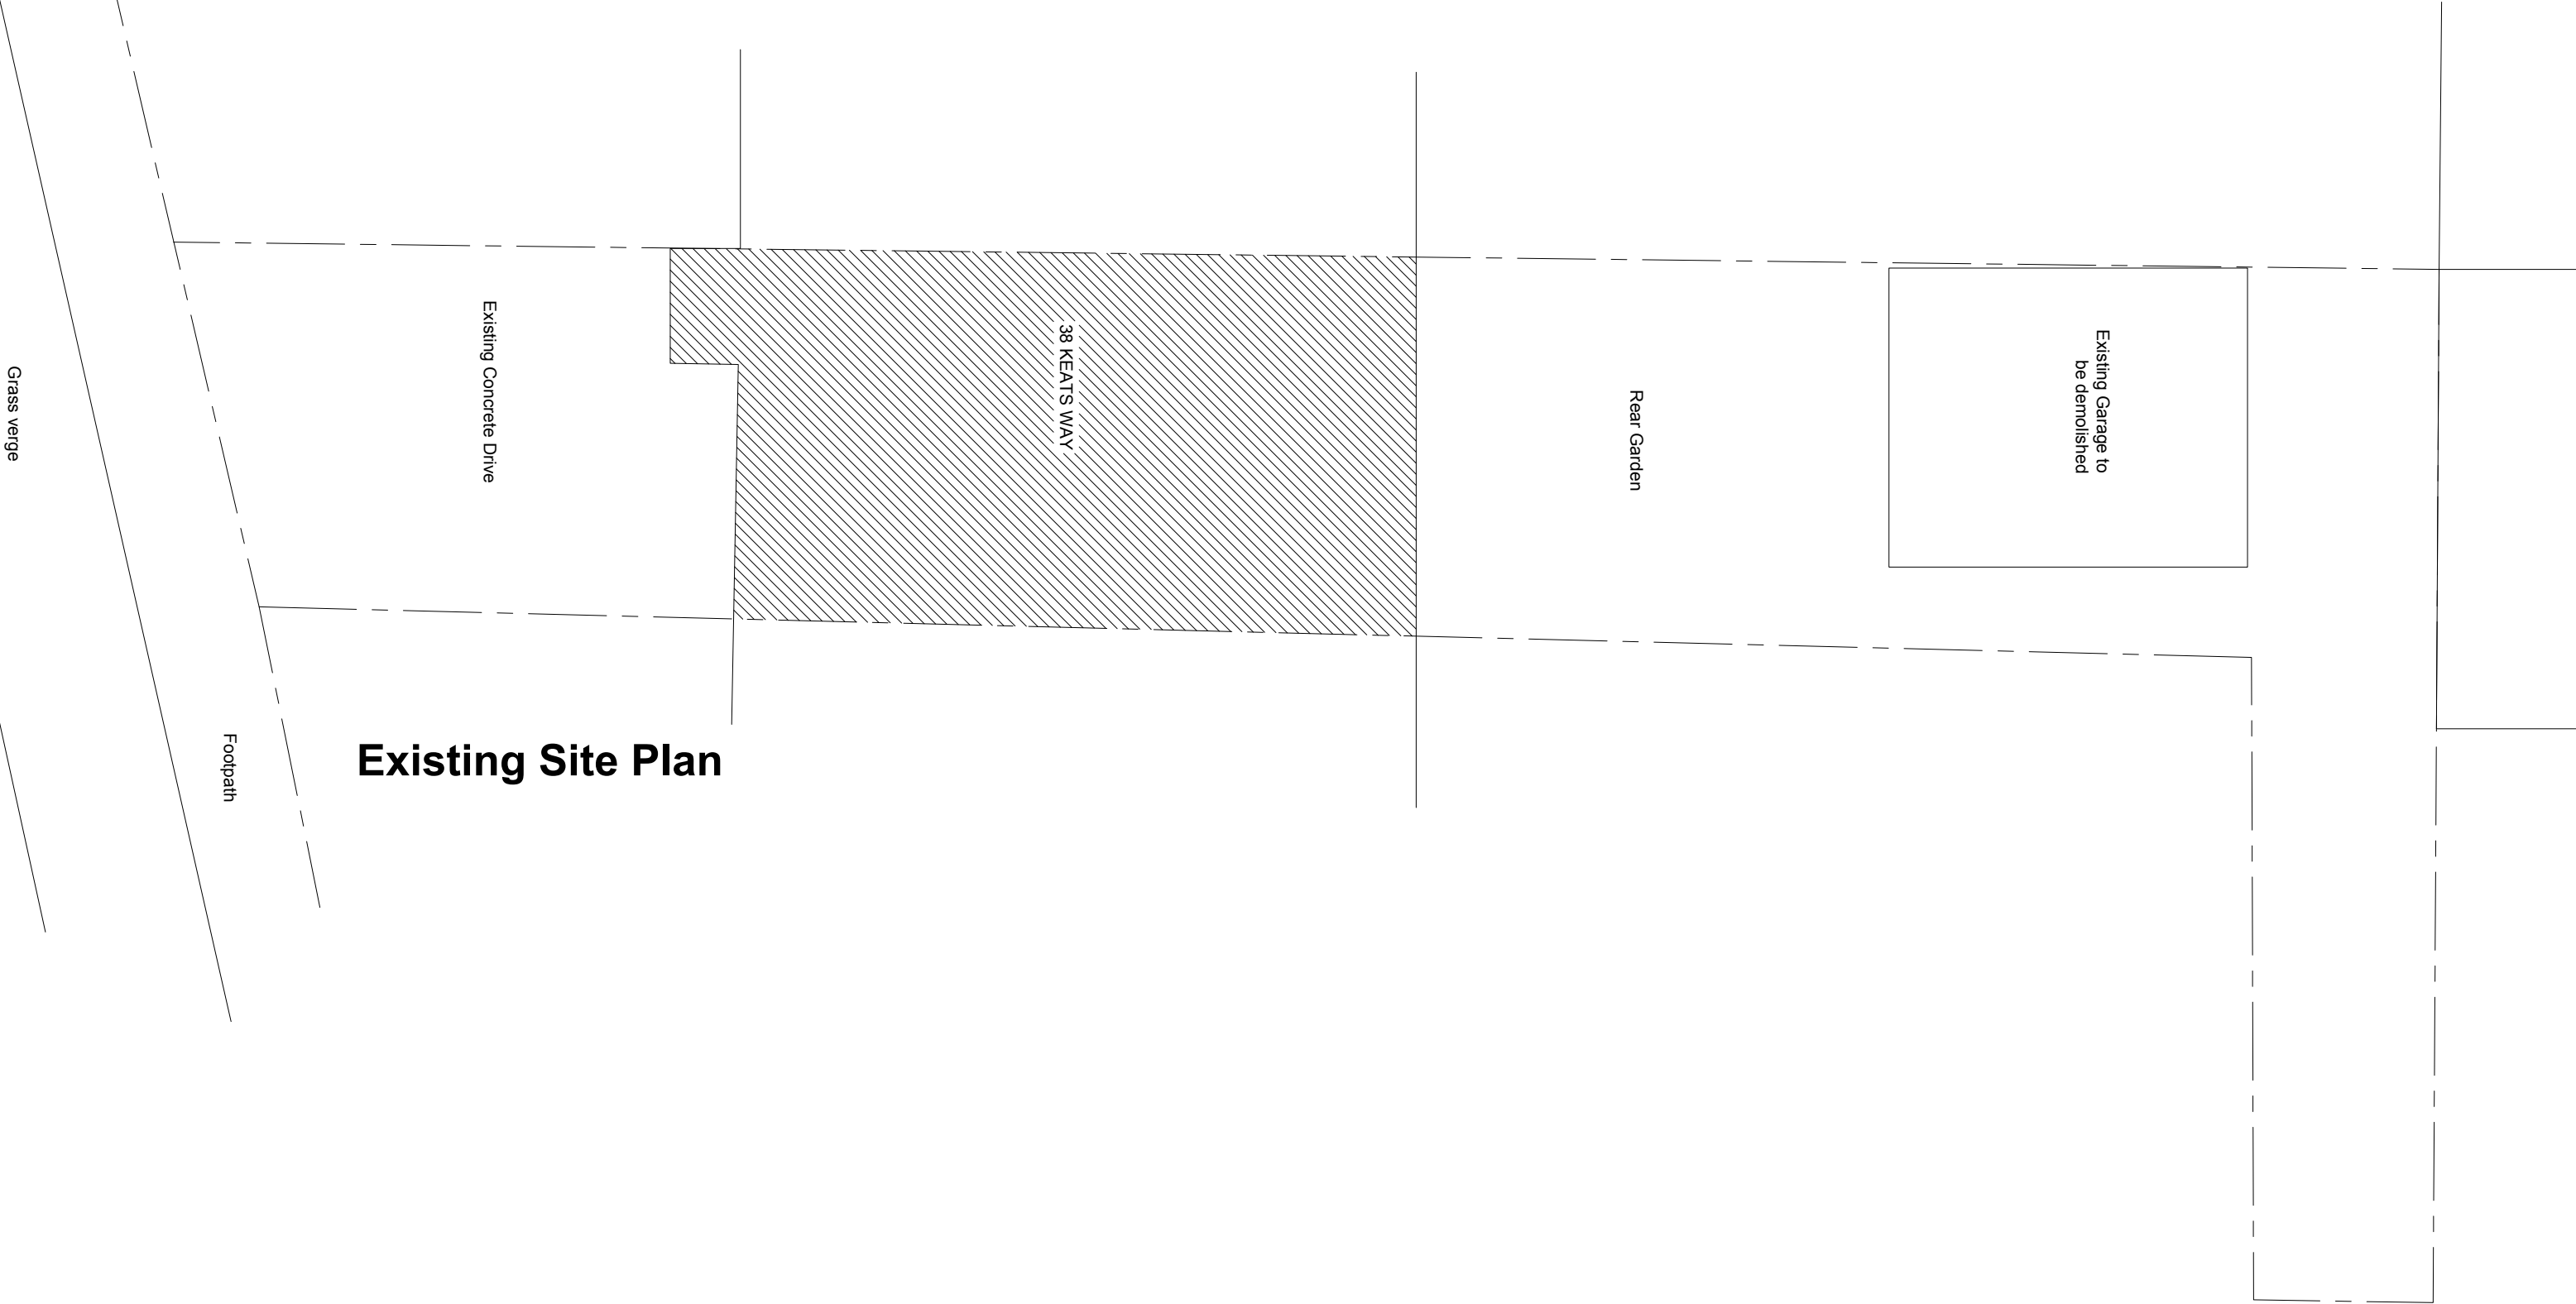 Grass verge
Footpath
Existing Concrete Drive
38 KEATS WAY
Rear Garden
Existing Garage to
be demolished
Existing Site Plan